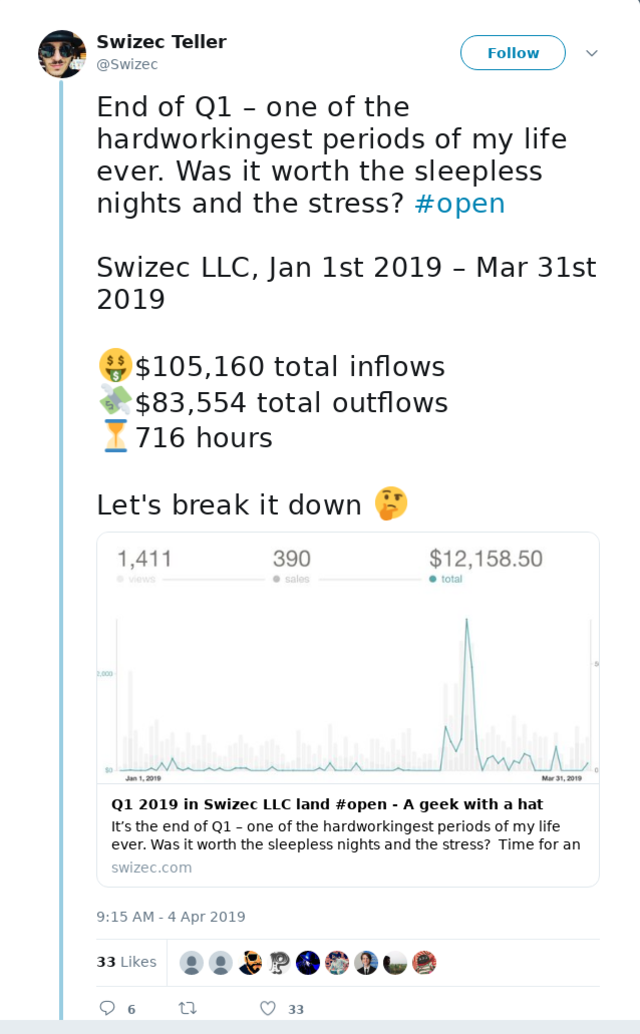 Swizec Teller
@Swizec
Follow
End of Q1 – one of the
hardworkingest periods of my life
ever. Was it worth the sleepless
nights and the stress? #open
Swizec LLC, Jan 1st 2019 – Mar 31st
2019
🤑$105,160 total inflows
💸$83,554 total outflows
⏳716 hours
Let's break it down 🤔
1,411 390 $12,158.50
views sales total
2,000
$0 0
Jan 1, 2019 Mar 31, 2019
Q1 2019 in Swizec LLC land #open - A geek with a hat
It’s the end of Q1 – one of the hardworkingest periods of my life
ever. Was it worth the sleepless nights and the stress? Time for an
swizec.com
9:15 AM - 4 Apr 2019
33 Likes
6 33